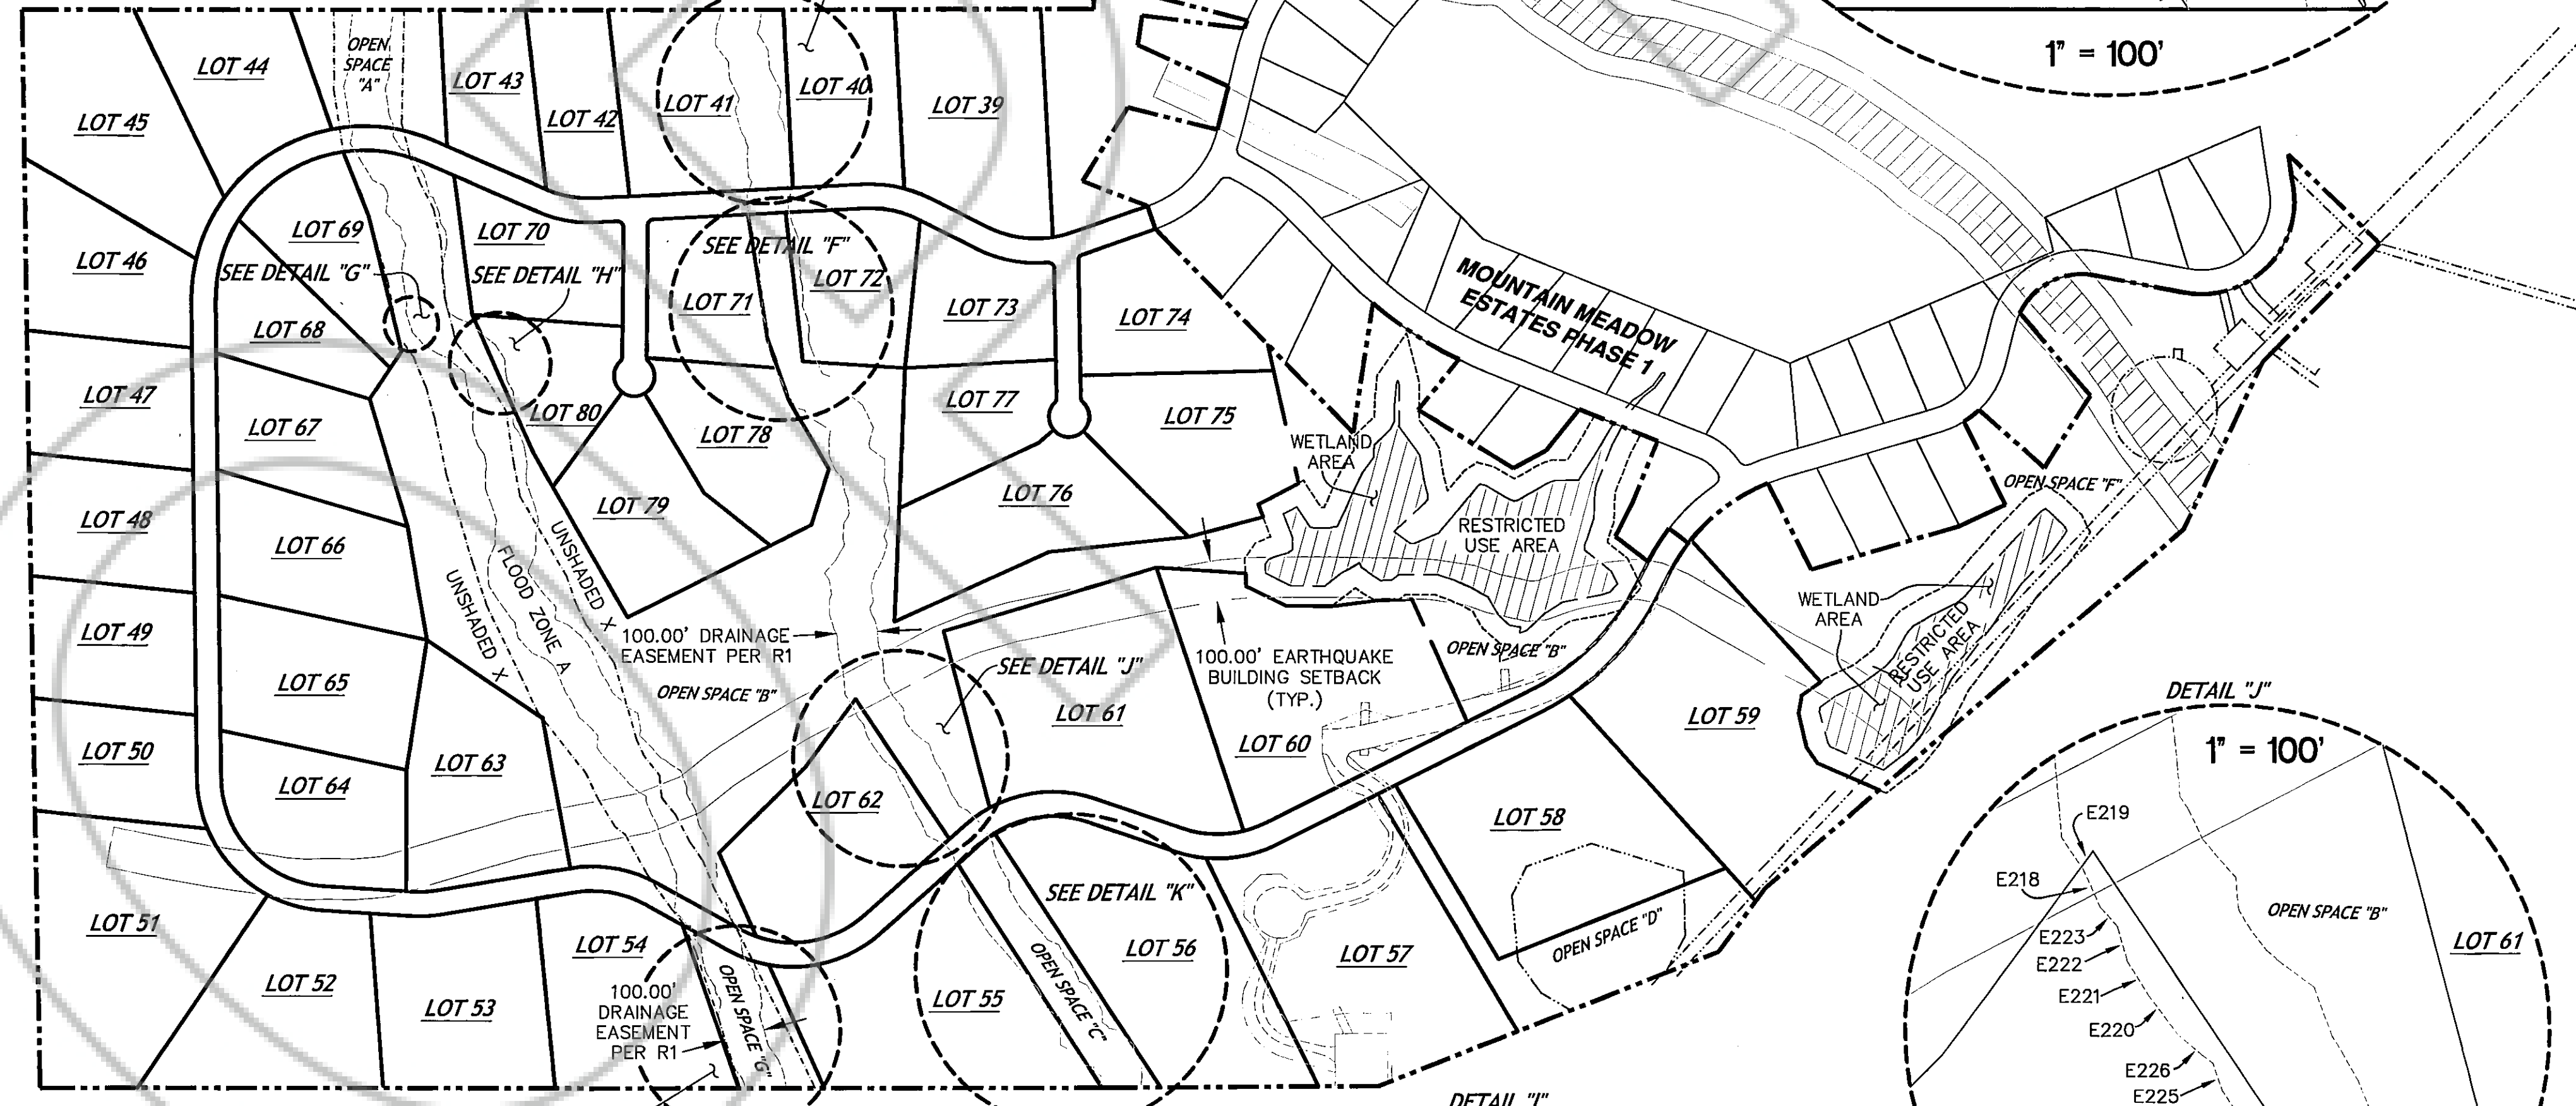 1" = 100'
OPEN
SPACE
"A"
LOT 44
LOT 43
LOT 42
LOT 41
LOT 40
LOT 39
LOT 45
LOT 69
LOT 70
SEE DETAIL "F"
LOT 46
SEE DETAIL "G"
SEE DETAIL "H"
LOT 71
LOT 72
LOT 73
LOT 74
LOT 68
MOUNTAIN MEADOW
ESTATES PHASE 1
LOT 47
LOT 67
LOT 80
LOT 78
LOT 77
LOT 75
WETLAND
AREA
OPEN SPACE "F"
LOT 48
LOT 66
LOT 79
LOT 76
RESTRICTED
USE AREA
UNSHADED X
FLOOD ZONE A
UNSHADED X
WETLAND
AREA
RESTRICTED
USE AREA
LOT 49
100.00' DRAINAGE
EASEMENT PER R1
SEE DETAIL "J"
100.00' EARTHQUAKE
BUILDING SETBACK
(TYP.)
OPEN SPACE "B"
LOT 65
OPEN SPACE "B"
LOT 61
LOT 60
LOT 59
LOT 50
LOT 64
LOT 63
LOT 62
LOT 58
DETAIL "J"
1" = 100'
E219
E218
OPEN SPACE "B"
LOT 61
E223
E222
E221
E220
E226
E225
LOT 51
LOT 52
LOT 53
LOT 54
100.00'
DRAINAGE
EASEMENT
PER R1
OPEN SPACE "G"
LOT 55
SEE DETAIL "K"
OPEN SPACE "C"
LOT 56
LOT 57
OPEN SPACE "D"
DETAIL "I"